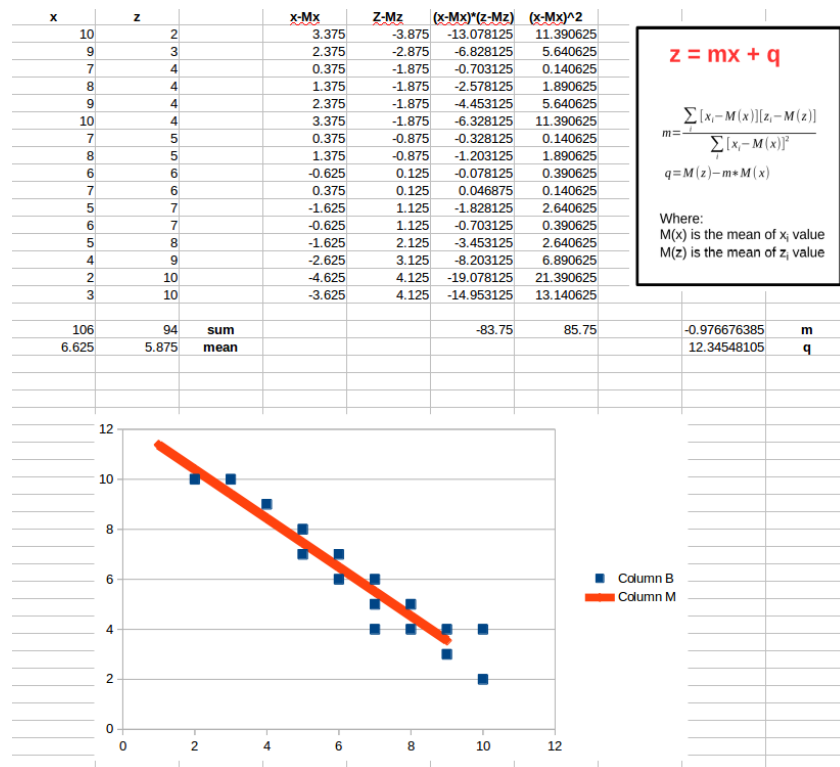 x z x-Mx Z-Mz (x-Mx)*(z-Mz) (x-Mx)^2
10 2 3.375 -3.875 -13.078125 11.390625
9 3 2.375 -2.875 -6.828125 5.640625
7 4 0.375 -1.875 -0.703125 0.140625
8 4 1.375 -1.875 -2.578125 1.890625
9 4 2.375 -1.875 -4.453125 5.640625
10 4 3.375 -1.875 -6.328125 11.390625
7 5 0.375 -0.875 -0.328125 0.140625
8 5 1.375 -0.875 -1.203125 1.890625
6 6 -0.625 0.125 -0.078125 0.390625
7 6 0.375 0.125 0.046875 0.140625
5 7 -1.625 1.125 -1.828125 2.640625
6 7 -0.625 1.125 -0.703125 0.390625
5 8 -1.625 2.125 -3.453125 2.640625
4 9 -2.625 3.125 -8.203125 6.890625
2 10 -4.625 4.125 -19.078125 21.390625
3 10 -3.625 4.125 -14.953125 13.140625
106 94 sum -83.75 85.75 -0.976676385 m
6.625 5.875 mean 12.34548105 q
z = mx + q
m = ∑i [xi−M(x)][zi−M(z)] / ∑i [xi−M(x)]²
q=M(z)−m∗M(x)
Where:
M(x) is the mean of xi value
M(z) is the mean of zi value
12
10
8
6
4
2
0
0 2 4 6 8 10 12
Column B
Column M